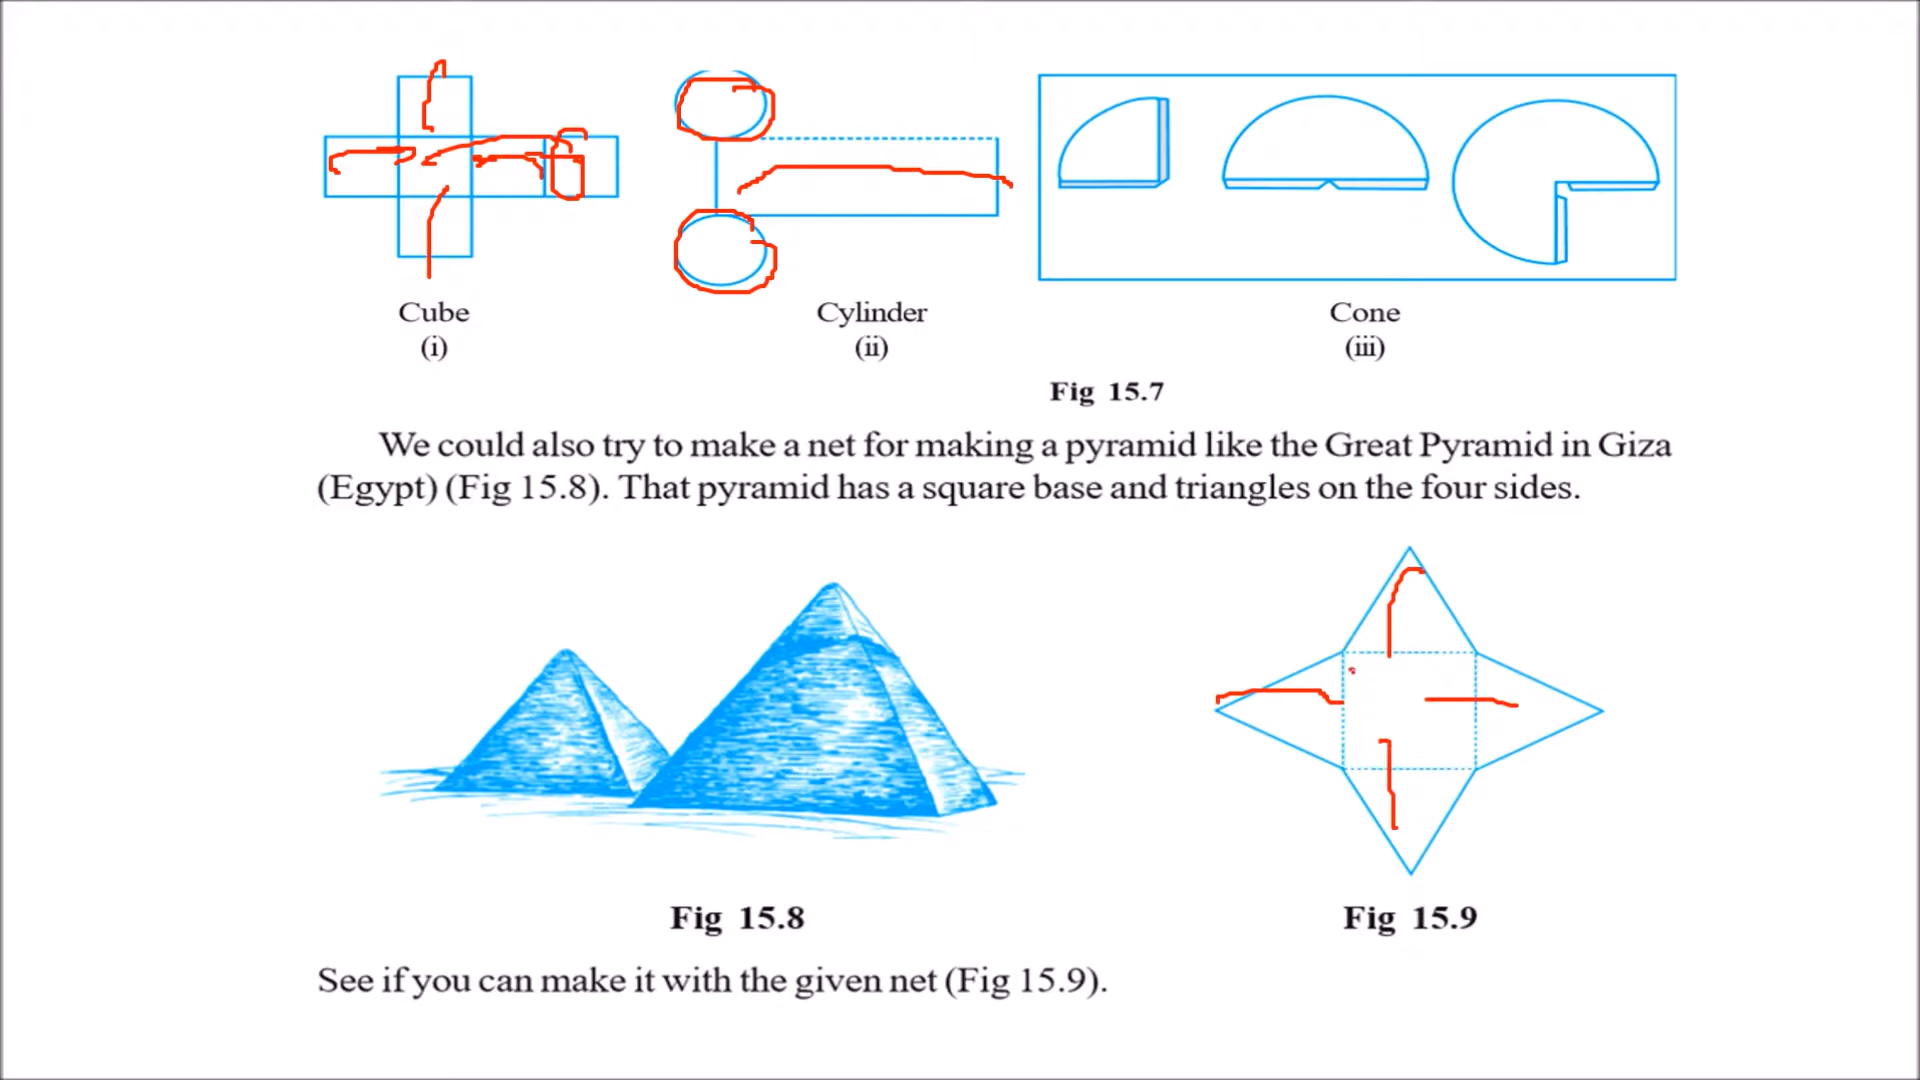 Cube
(i)
Cylinder
(ii)
Cone
(iii)
Fig 15.7
We could also try to make a net for making a pyramid like the Great Pyramid in Giza
(Egypt) (Fig 15.8). That pyramid has a square base and triangles on the four sides.
Fig 15.8
Fig 15.9
See if you can make it with the given net (Fig 15.9).